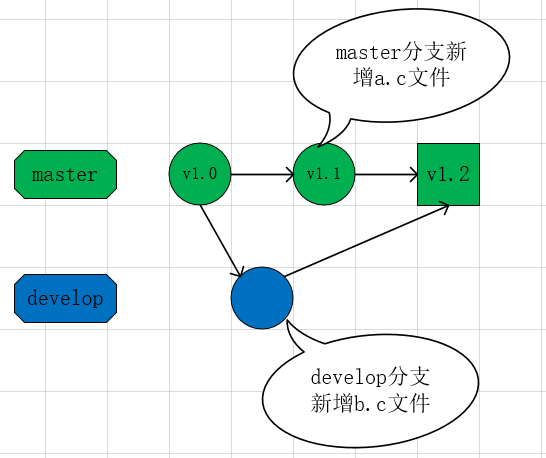 master分支新
增a.c文件
master
v1.0
v1.1
v1.2
develop
develop分支
新增b.c文件